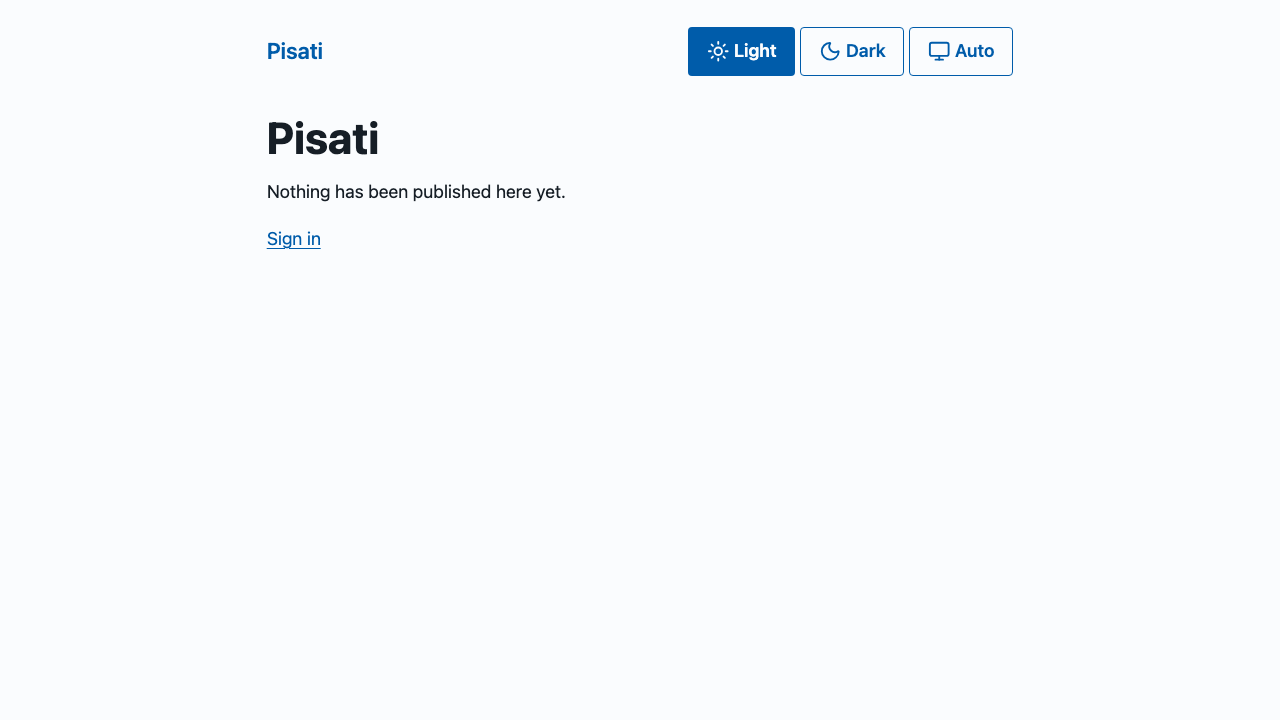 Pisati
Light Dark Auto
Pisati
Nothing has been published here yet.
Sign in